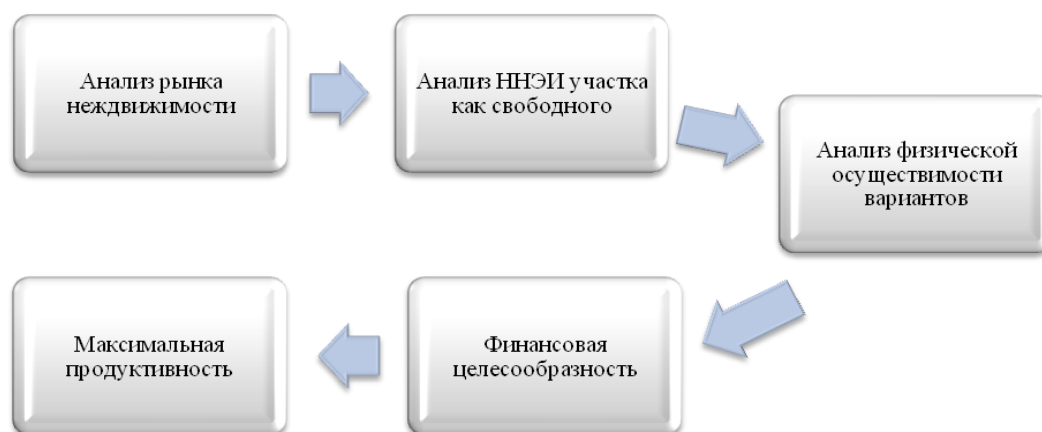 Анализ рынка
неждвижимости
Анализ ННЭИ участка
как свободного
Анализ физической
осуществимости
вариантов
Финансовая
целесообразность
Максимальная
продуктивность